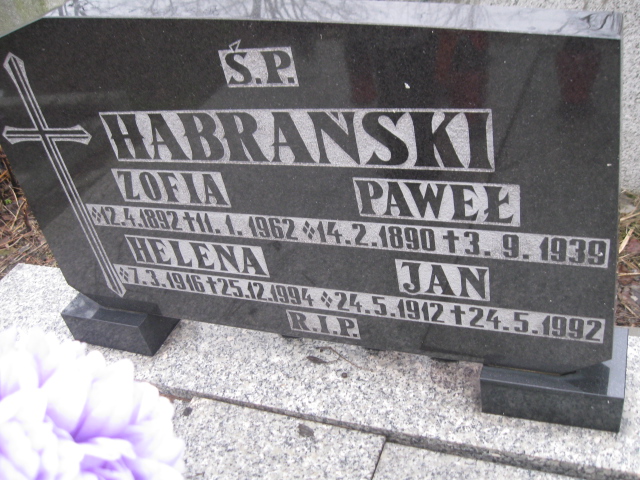 Ś.P.
HABRAŃSKI
ZOFIA PAWEŁ
12.4.1892 + 11.1.1962 14.2.1890 + 3.9.1939
HELENA JAN
7.3.1916 + 25.12.1994 24.5.1912 + 24.5.1992
R.I.P.